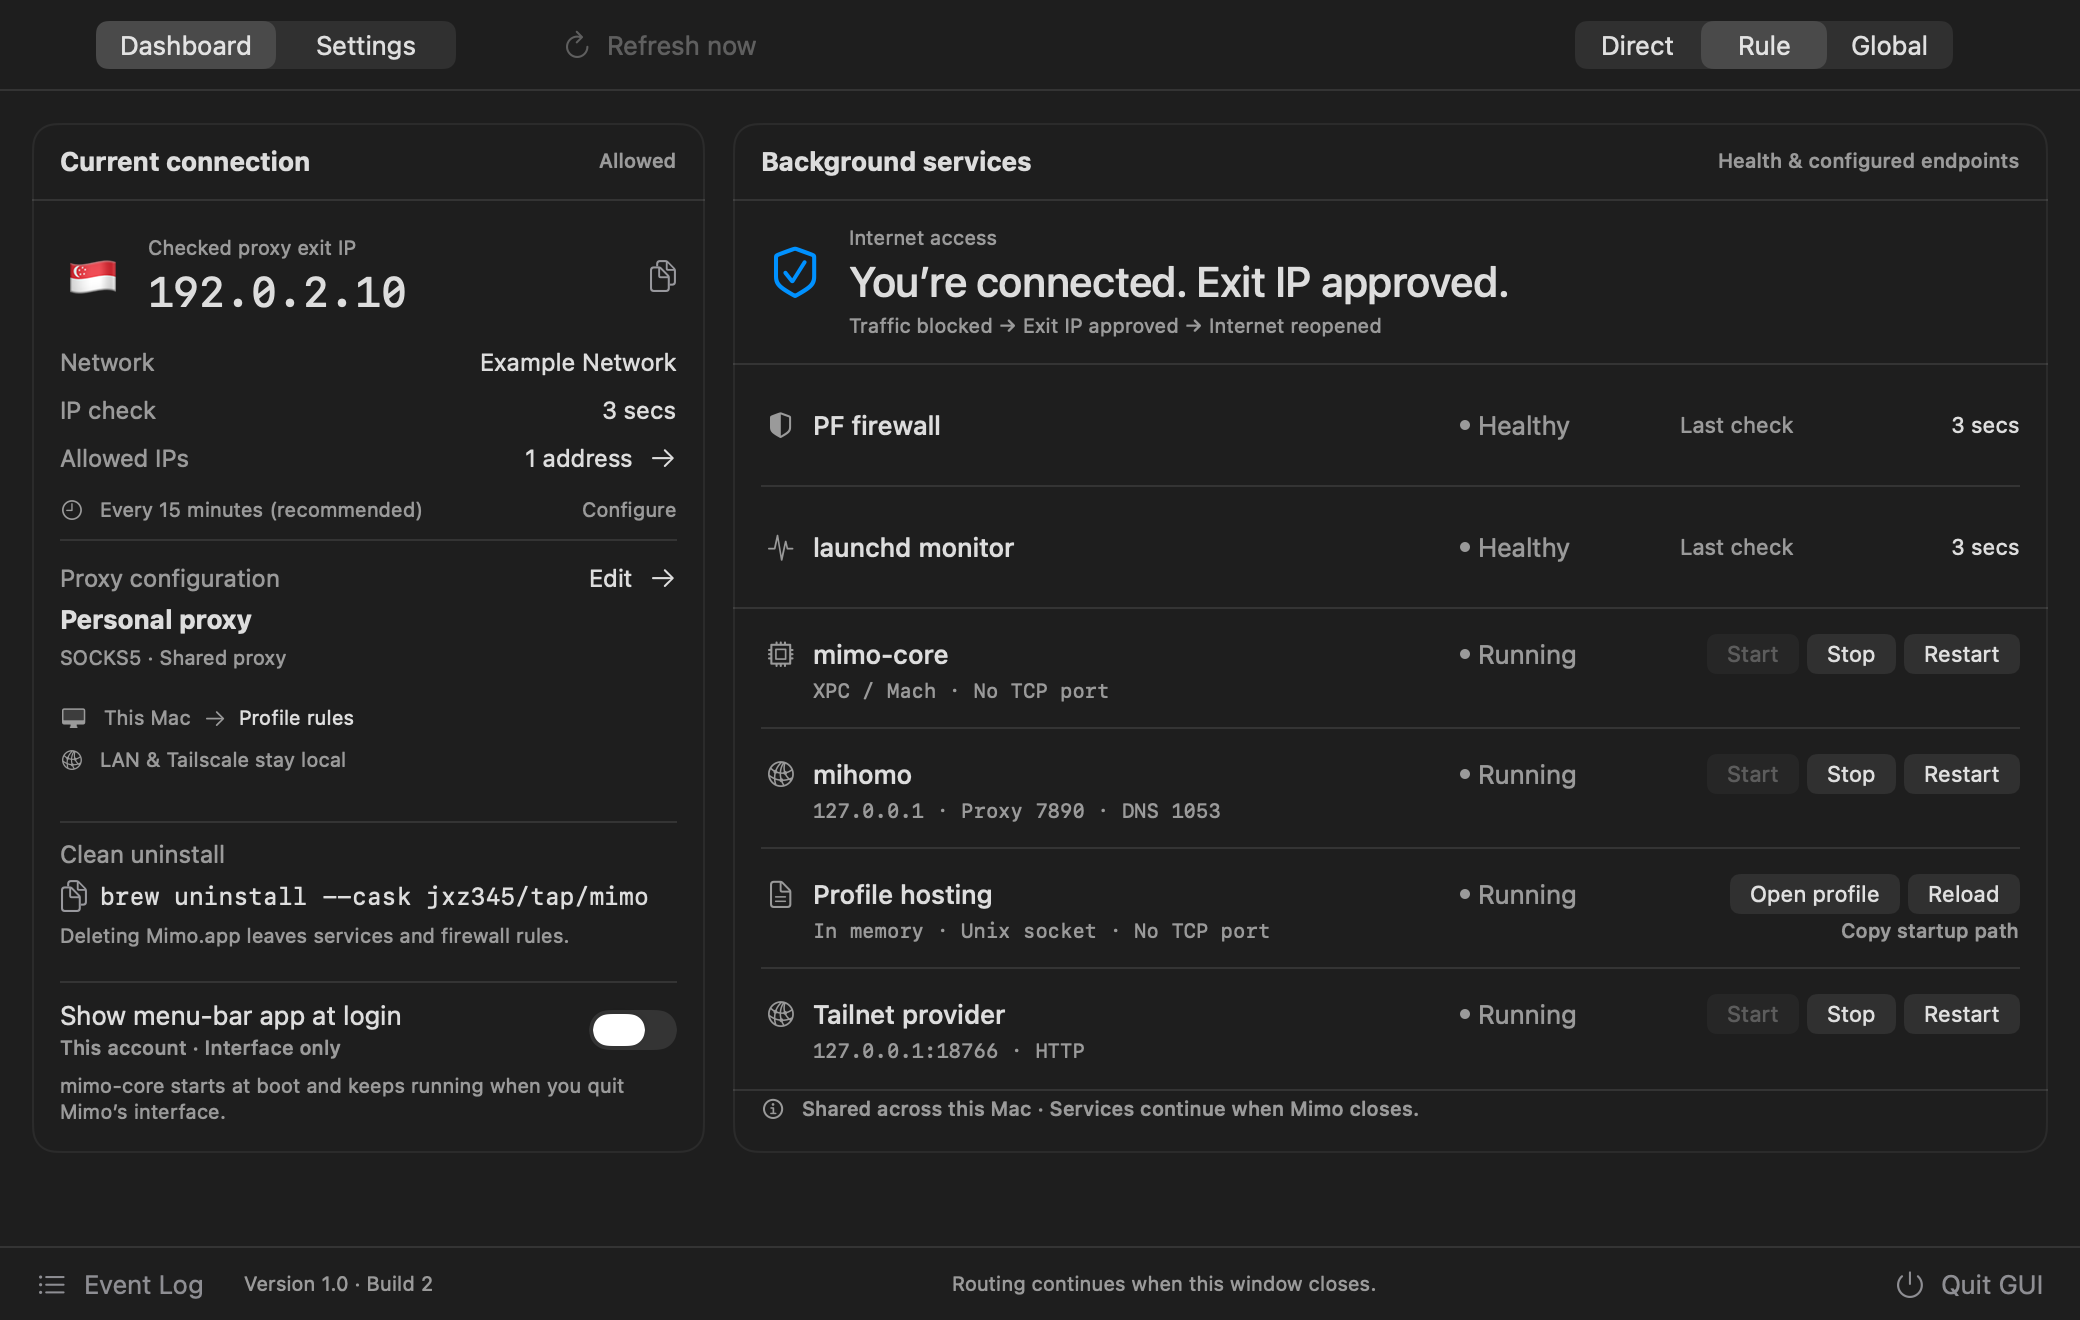 Dashboard Settings Refresh now Direct Rule Global
Current connection Allowed
Checked proxy exit IP
192.0.2.10
Network Example Network
IP check 3 secs
Allowed IPs 1 address →
Every 15 minutes (recommended) Configure
Proxy configuration Edit →
Personal proxy
SOCKS5 · Shared proxy
This Mac → Profile rules
LAN & Tailscale stay local
Clean uninstall
brew uninstall --cask jxz345/tap/mimo
Deleting Mimo.app leaves services and firewall rules.
Show menu-bar app at login
This account · Interface only
mimo-core starts at boot and keeps running when you quit
Mimo’s interface.
Background services Health & configured endpoints
Internet access
You’re connected. Exit IP approved.
Traffic blocked → Exit IP approved → Internet reopened
PF firewall • Healthy Last check 3 secs
launchd monitor • Healthy Last check 3 secs
mimo-core • Running Start Stop Restart
XPC / Mach · No TCP port
mihomo • Running Start Stop Restart
127.0.0.1 · Proxy 7890 · DNS 1053
Profile hosting • Running Open profile Reload
In memory · Unix socket · No TCP port Copy startup path
Tailnet provider • Running Start Stop Restart
127.0.0.1:18766 · HTTP
Shared across this Mac · Services continue when Mimo closes.
Event Log Version 1.0 · Build 2 Routing continues when this window closes. Quit GUI